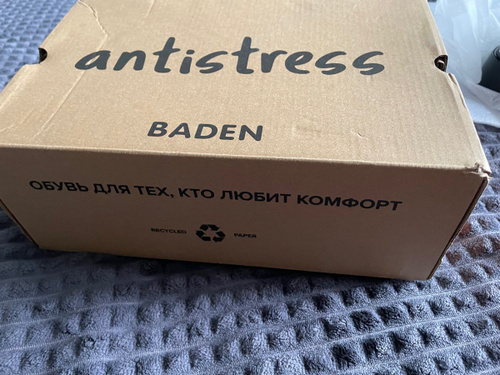 antistress
BADEN
ОБУВЬ ДЛЯ ТЕХ, КТО ЛЮБИТ КОМФОРТ
RECYCLED PAPER